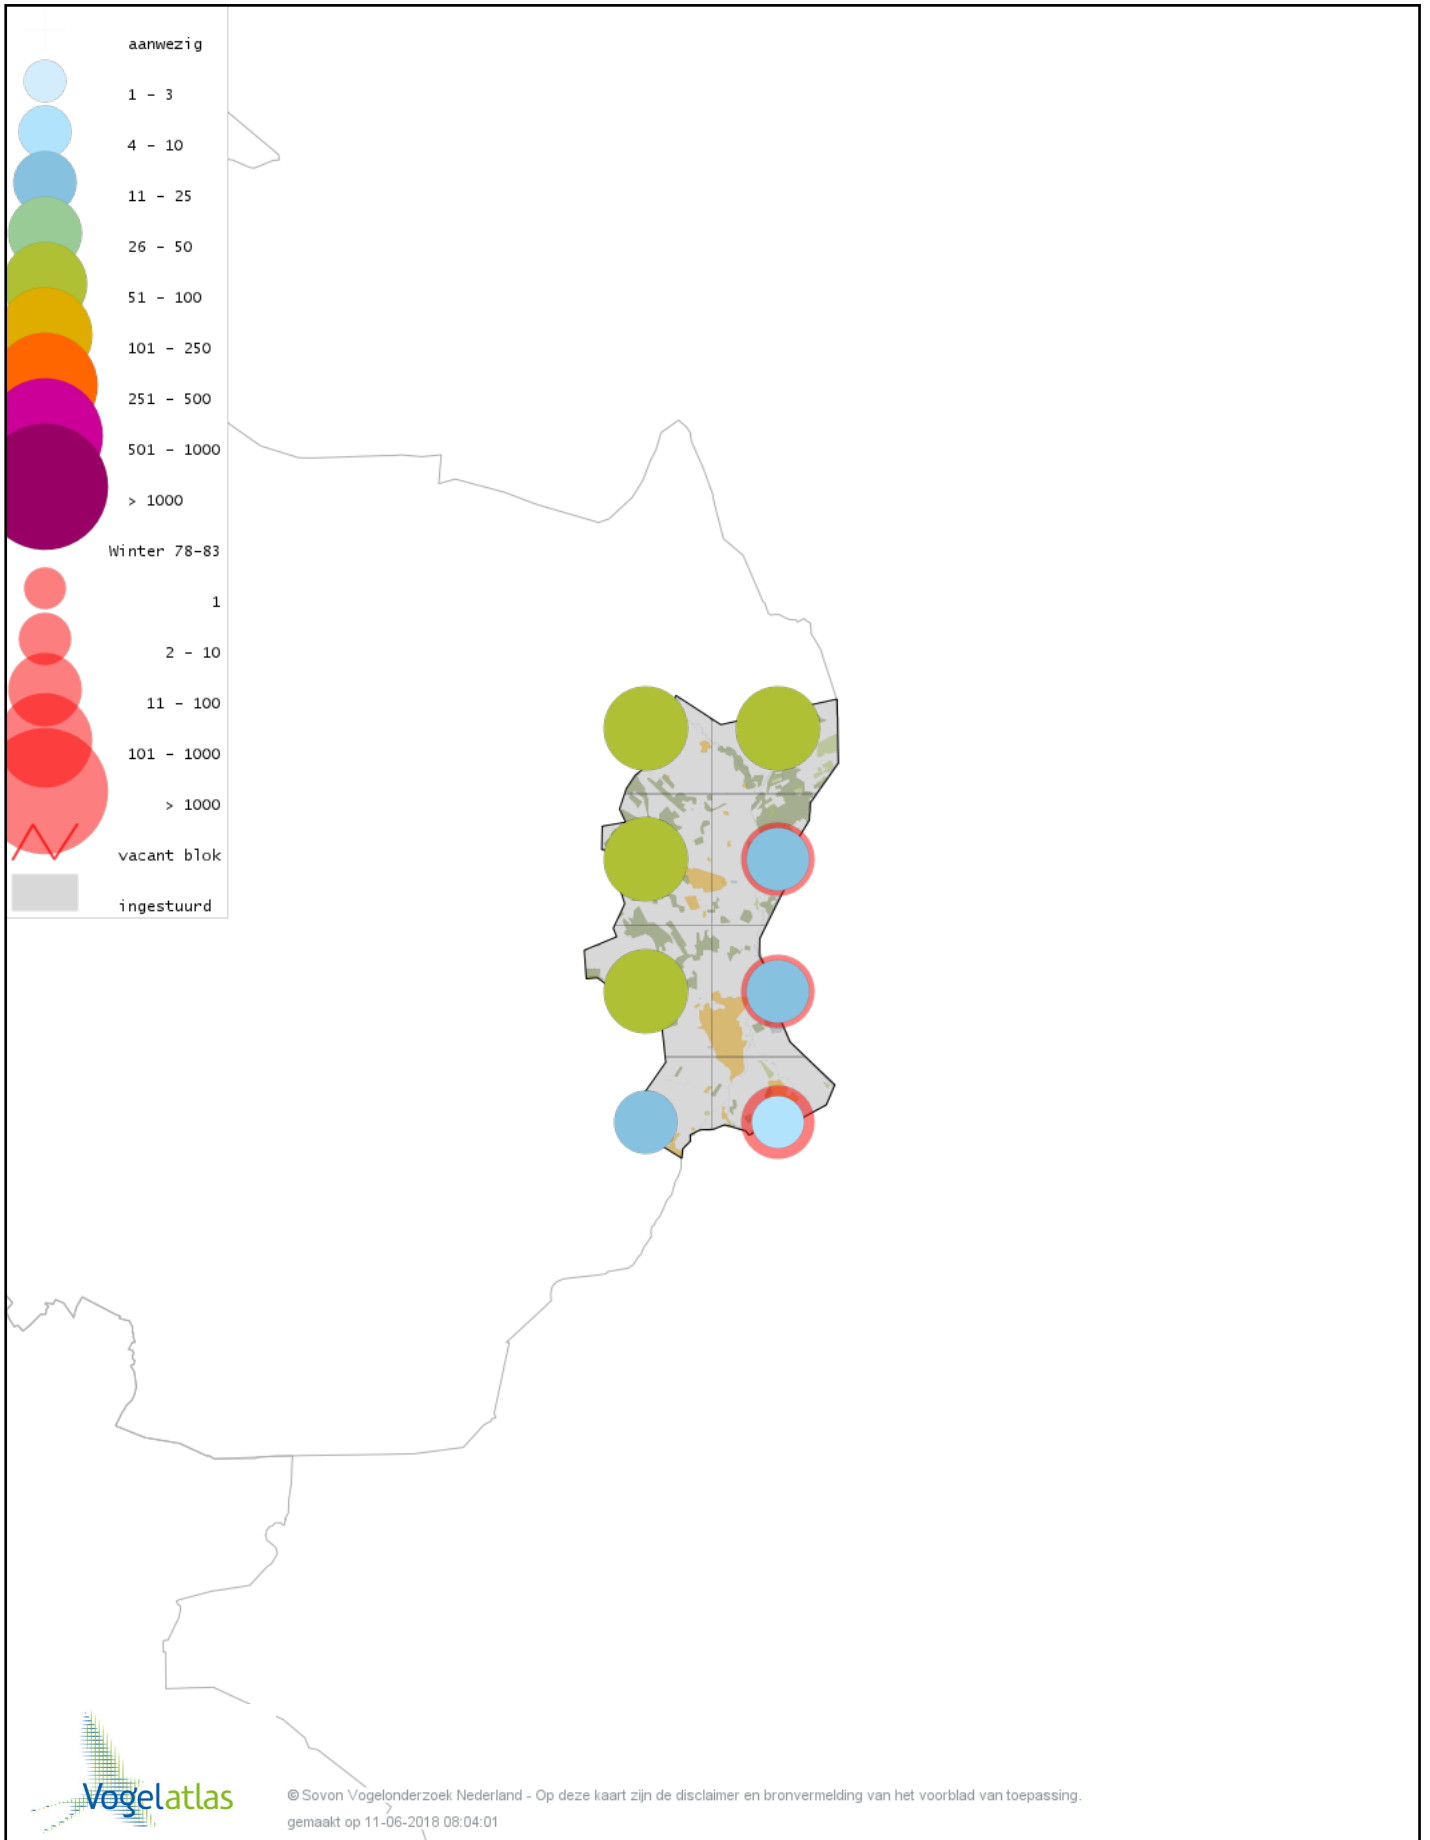 aanwezig
1 - 3
4 - 10
11 - 25
26 - 50
51 - 100
101 - 250
251 - 500
501 - 1000
> 1000
Winter 78-83
1
2 - 10
11 - 100
101 - 1000
> 1000
vacant blok
ingestuurd
Vogelatlas
© Sovon Vogelonderzoek Nederland - Op deze kaart zijn de disclaimer en bronvermelding van het voorblad van toepassing.
gemaakt op 11-06-2018 08:04:01